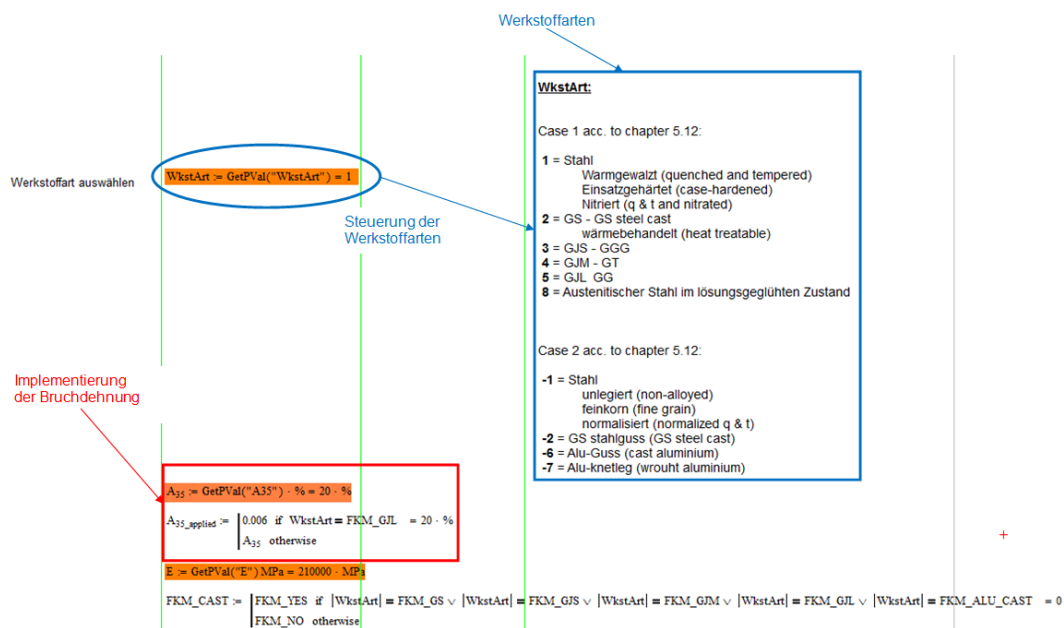 Werkstoffarten
WkstArt:
Case 1 acc. to chapter 5.12:
1 = Stahl
Warmgewalzt (quenched and tempered)
Einsatzgehärtet (case-hardened)
Nitriert (q & t and nitrated)
2 = GS - GS steel cast
wärmebehandelt (heat treatable)
3 = GJS - GGG
4 = GJM - GT
5 = GJL GG
8 = Austenitischer Stahl im lösungsgeglühten Zustand
Case 2 acc. to chapter 5.12:
-1 = Stahl
unlegiert (non-alloyed)
feinkorn (fine grain)
normalisiert (normalized q & t)
-2 = GS stahlguss (GS steel cast)
-6 = Alu-Guss (cast aluminium)
-7 = Alu-knetleg (wrouht aluminium)
Werkstoffart auswählen
WkstArt := GetPVal("WkstArt") = 1
Steuerung der
Werkstoffarten
Implementierung
der Bruchdehnung
A35 := GetPVal("A35") · % = 20 · %
A35_applied := | 0.006 if WkstArt = FKM_GJL = 20 · %
| A35 otherwise
E := GetPVal("E") MPa = 210000 · MPa
FKM_CAST := | FKM_YES if |WkstArt| = FKM_GS ∨ |WkstArt| = FKM_GJS ∨ |WkstArt| = FKM_GJM ∨ |WkstArt| = FKM_GJL ∨ |WkstArt| = FKM_ALU_CAST = 0
| FKM_NO otherwise